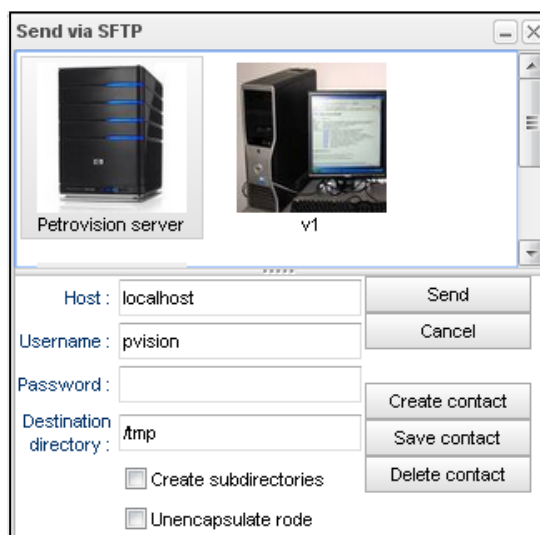 Send via SFTP
Petrovision server
v1
Host : localhost
Send
Username : pvision
Cancel
Password :
Create contact
Destination directory : /tmp
Save contact
Create subdirectories
Delete contact
Unencapsulate rode